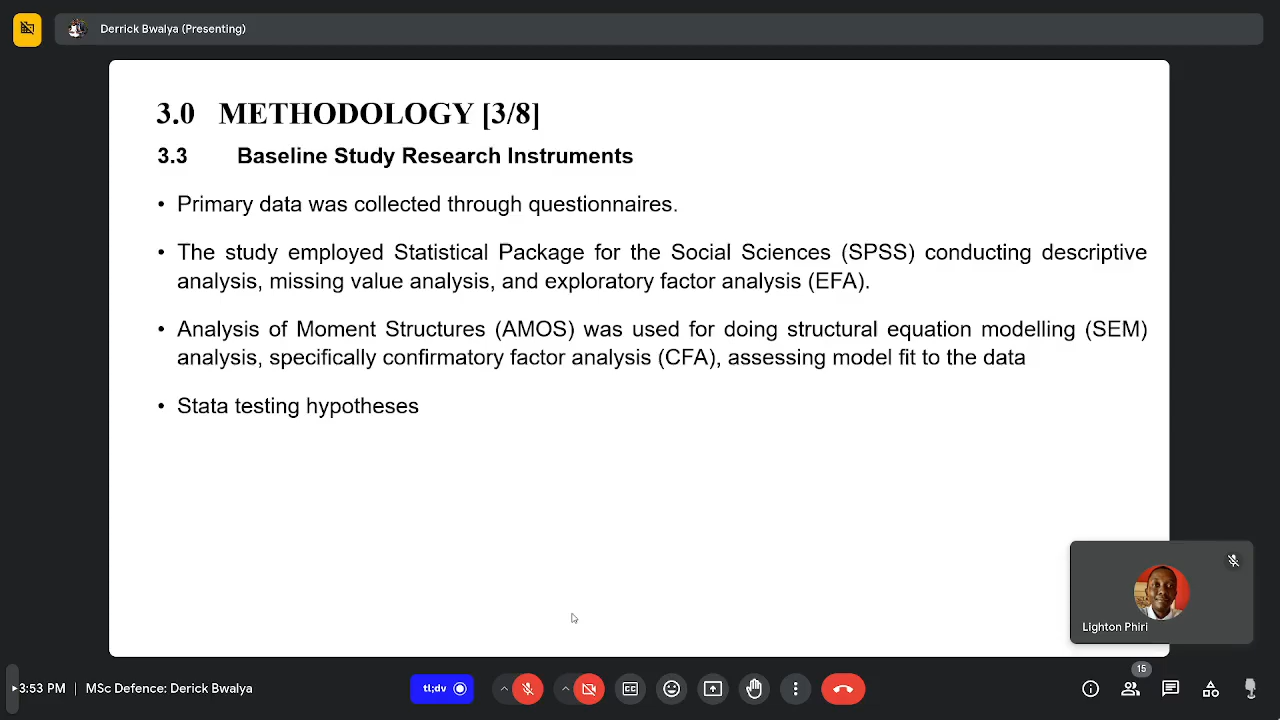 Derrick Bwalya (Presenting)
3.0 METHODOLOGY [3/8]
3.3 Baseline Study Research Instruments
• Primary data was collected through questionnaires.
• The study employed Statistical Package for the Social Sciences (SPSS) conducting descriptive
analysis, missing value analysis, and exploratory factor analysis (EFA).
• Analysis of Moment Structures (AMOS) was used for doing structural equation modelling (SEM)
analysis, specifically confirmatory factor analysis (CFA), assessing model fit to the data
• Stata testing hypotheses
Lighton Phiri
3:53 PM | MSc Defence: Derick Bwalya
tl;dv
CC
15